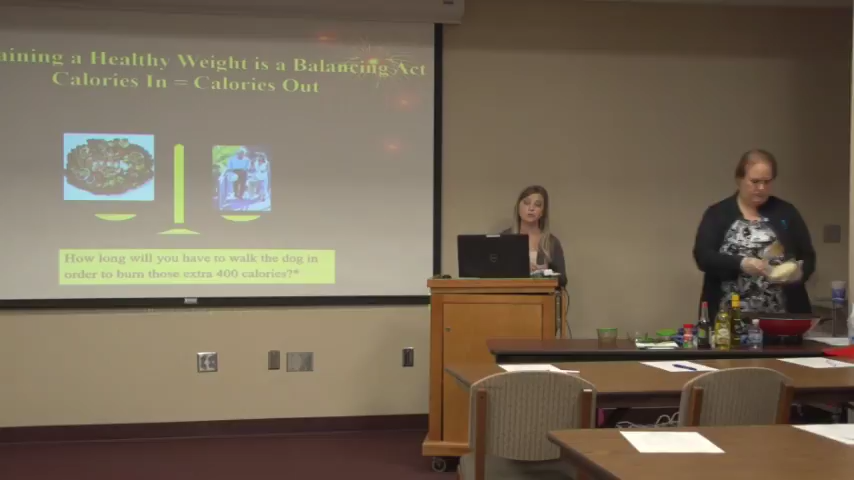 aining a Healthy Weight is a Balancing Act
Calories In = Calories Out
How long will you have to walk the dog in
order to burn those extra 400 calories?*